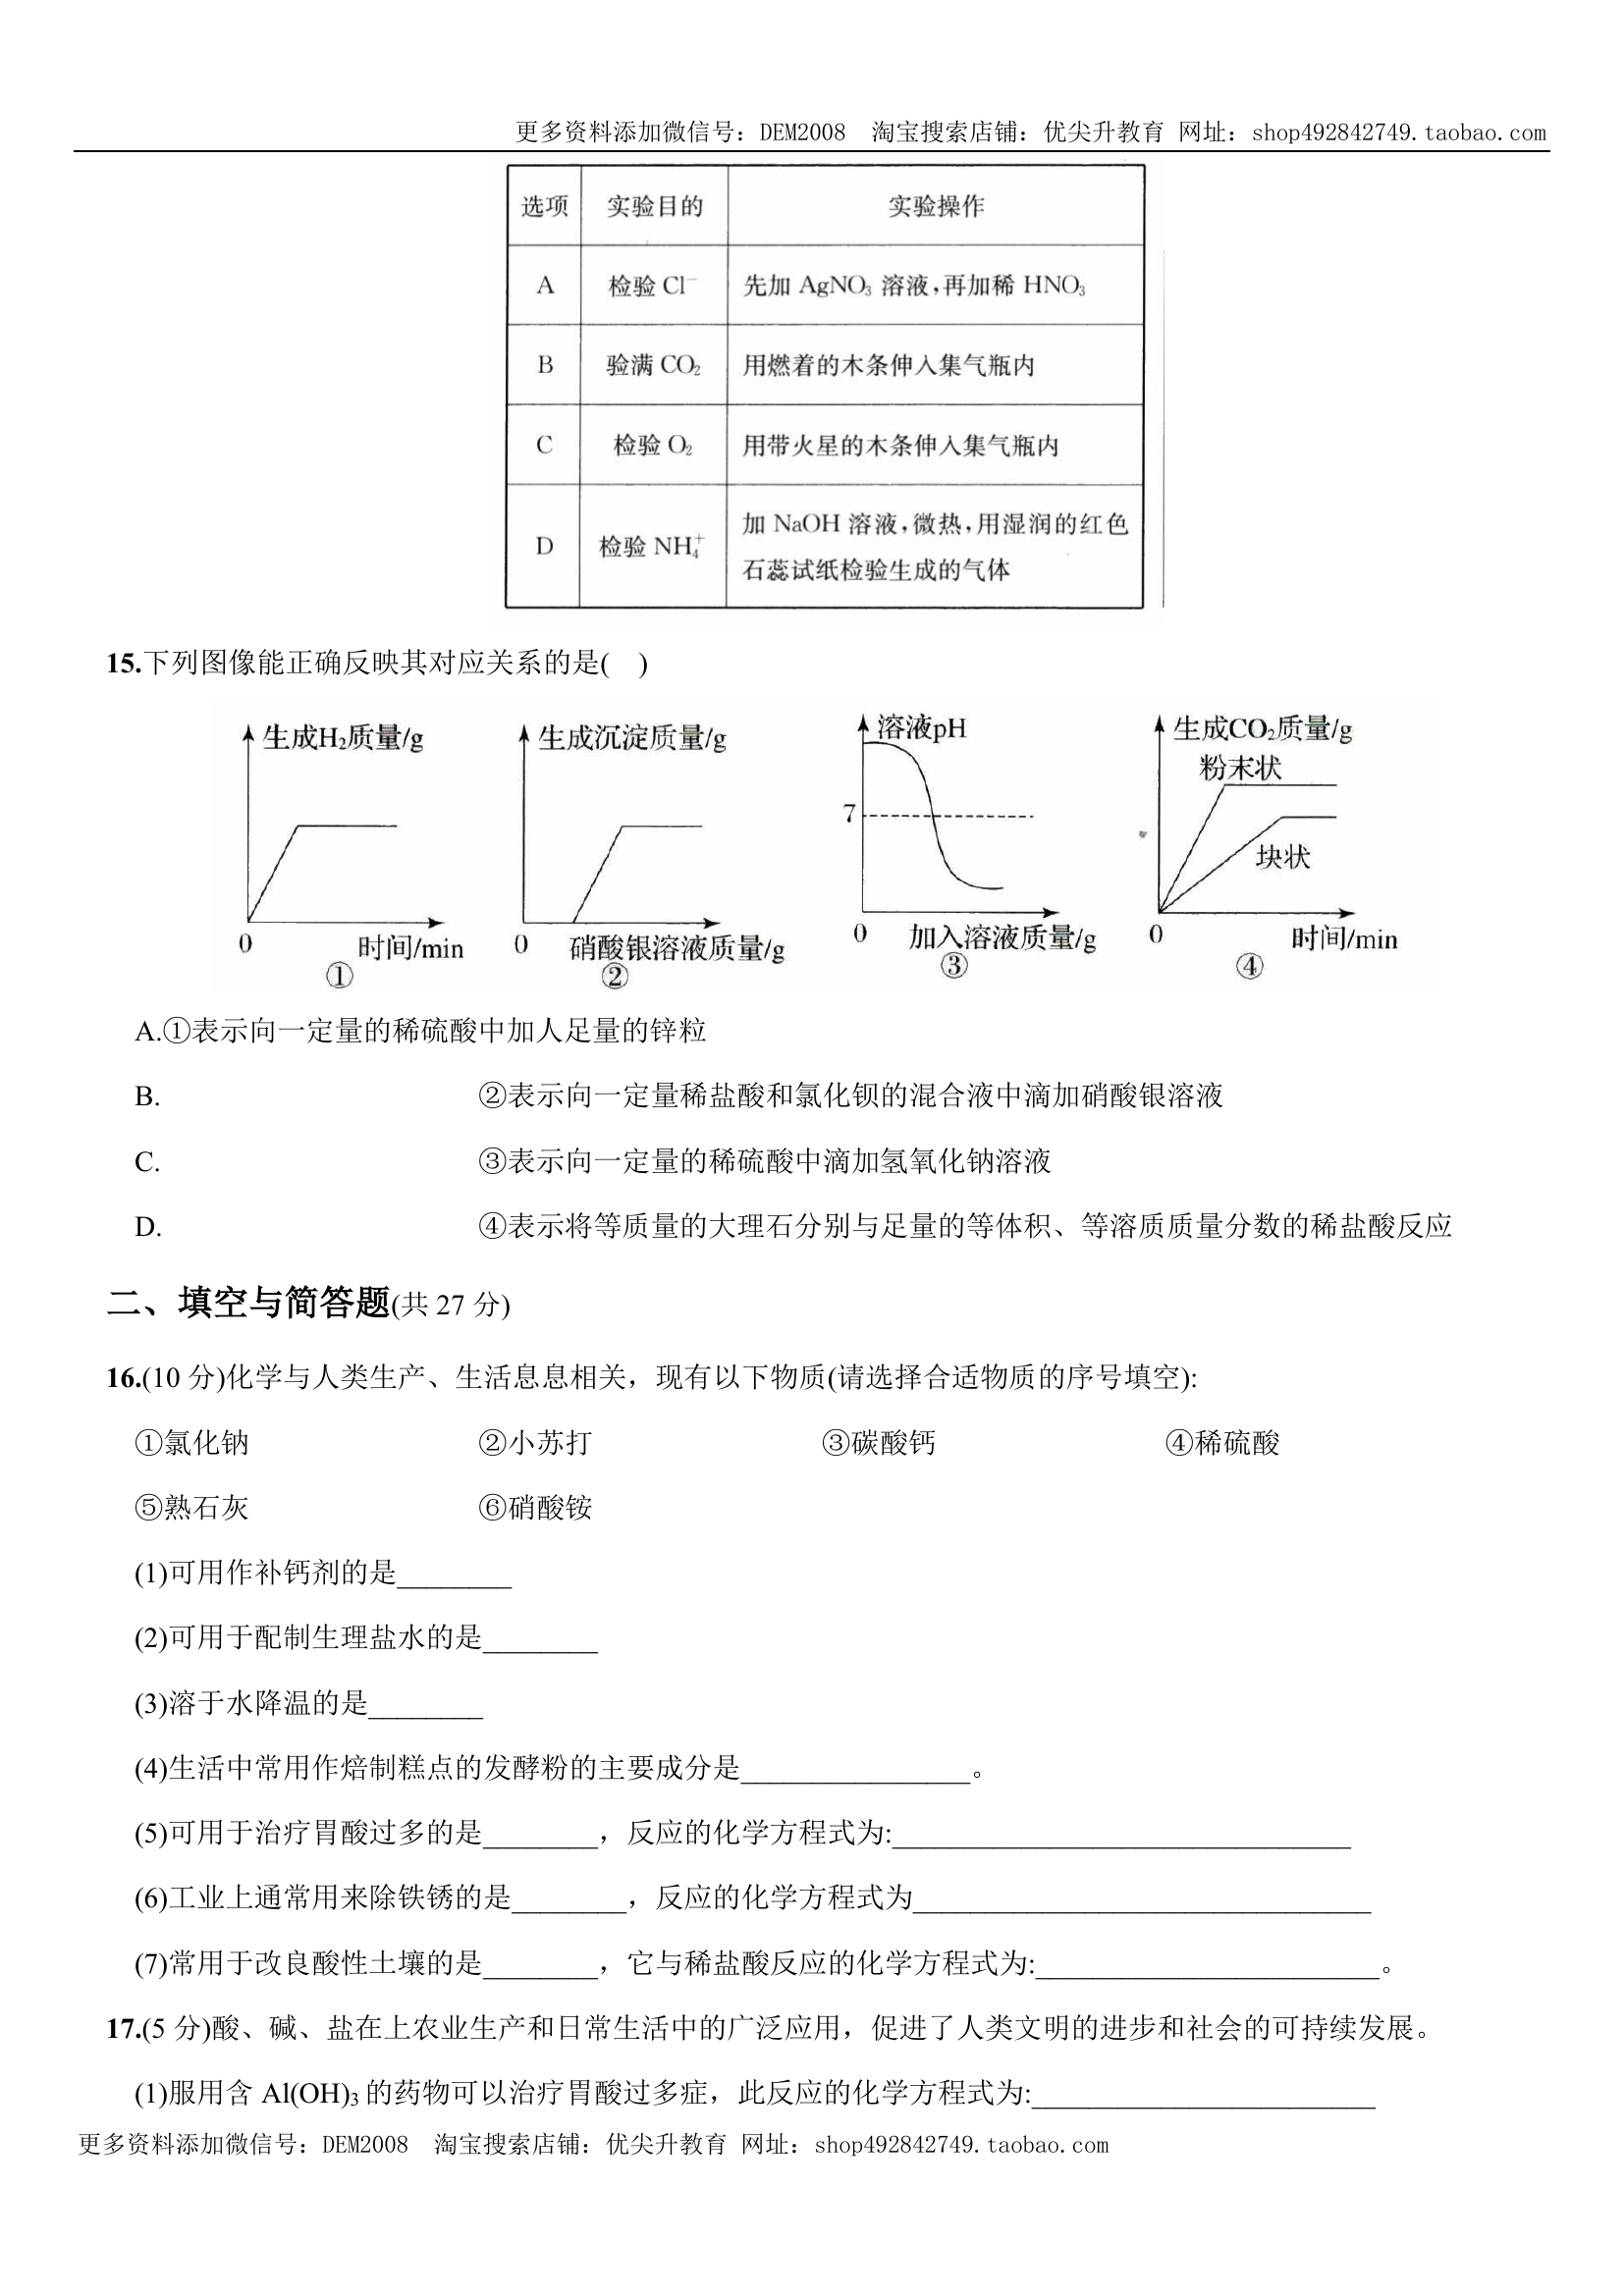 更多资料添加微信号：DEM2008 淘宝搜索店铺：优尖升教育 网址：shop492842749.taobao.com
选项 实验目的 实验操作
A 检验 Cl⁻ 先加 AgNO₃ 溶液,再加稀 HNO₃
B 验满 CO₂ 用燃着的木条伸入集气瓶内
C 检验 O₂ 用带火星的木条伸入集气瓶内
D 检验 NH₄⁺ 加 NaOH 溶液,微热,用湿润的红色
石蕊试纸检验生成的气体
15.下列图像能正确反映其对应关系的是( )
生成H₂质量/g 0 时间/min ①
生成沉淀质量/g 0 硝酸银溶液质量/g ②
溶液pH 7 0 加入溶液质量/g ③
生成CO₂质量/g 粉末状 块状 0 时间/min ④
A.①表示向一定量的稀硫酸中加人足量的锌粒
B. ②表示向一定量稀盐酸和氯化钡的混合液中滴加硝酸银溶液
C. ③表示向一定量的稀硫酸中滴加氢氧化钠溶液
D. ④表示将等质量的大理石分别与足量的等体积、等溶质质量分数的稀盐酸反应
二、填空与简答题(共 27 分)
16.(10 分)化学与人类生产、生活息息相关，现有以下物质(请选择合适物质的序号填空):
①氯化钠 ②小苏打 ③碳酸钙 ④稀硫酸
⑤熟石灰 ⑥硝酸铵
(1)可用作补钙剂的是________
(2)可用于配制生理盐水的是________
(3)溶于水降温的是________
(4)生活中常用作焙制糕点的发酵粉的主要成分是________________。
(5)可用于治疗胃酸过多的是________，反应的化学方程式为:________________________________
(6)工业上通常用来除铁锈的是________，反应的化学方程式为________________________________
(7)常用于改良酸性土壤的是________，它与稀盐酸反应的化学方程式为:________________________。
17.(5 分)酸、碱、盐在上农业生产和日常生活中的广泛应用，促进了人类文明的进步和社会的可持续发展。
(1)服用含 Al(OH)₃ 的药物可以治疗胃酸过多症，此反应的化学方程式为:________________________
更多资料添加微信号：DEM2008 淘宝搜索店铺：优尖升教育 网址：shop492842749.taobao.com